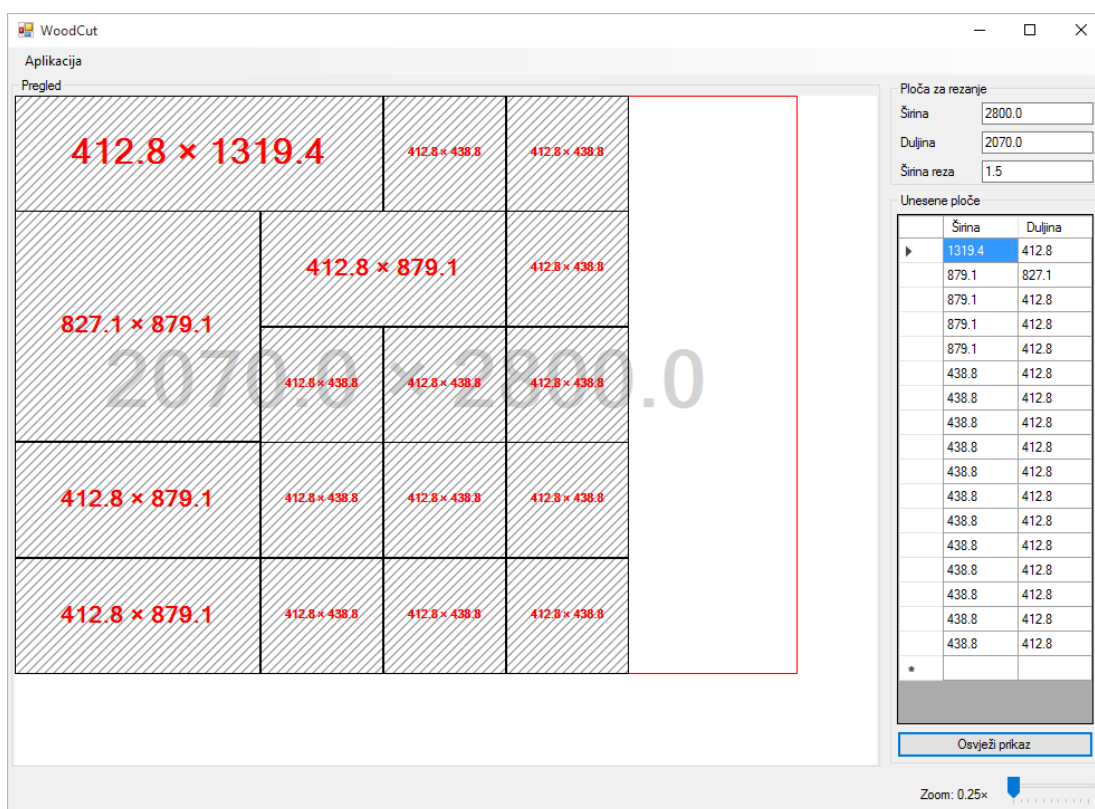 WoodCut
Aplikacija
Pregled
412.8 × 1319.4
412.8 × 438.8
412.8 × 438.8
412.8 × 879.1
412.8 × 438.8
827.1 × 879.1
2070.0 × 2800.0
412.8 × 438.8
412.8 × 438.8
412.8 × 438.8
412.8 × 879.1
412.8 × 438.8
412.8 × 438.8
412.8 × 438.8
412.8 × 879.1
412.8 × 438.8
412.8 × 438.8
412.8 × 438.8
Ploča za rezanje
Širina 2800.0
Duljina 2070.0
Širina reza 1.5
Unesene ploče
Širina Duljina
1319.4 412.8
879.1 827.1
879.1 412.8
879.1 412.8
879.1 412.8
438.8 412.8
438.8 412.8
438.8 412.8
438.8 412.8
438.8 412.8
438.8 412.8
438.8 412.8
438.8 412.8
438.8 412.8
438.8 412.8
438.8 412.8
438.8 412.8
Osvježi prikaz
Zoom: 0.25×